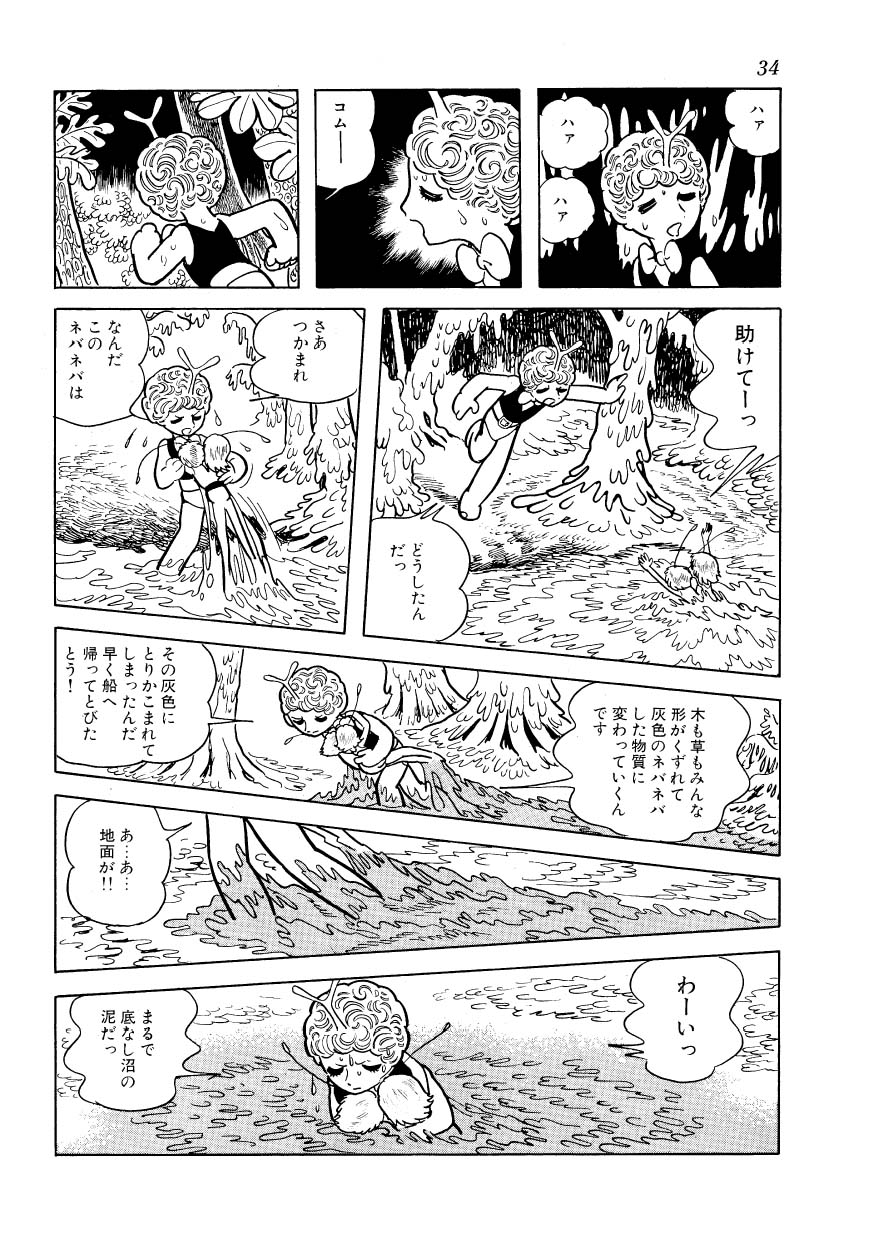 34
ハァ
ハァ
ハァ
コムーー
助けてーっ
どうしたん
だっ
さあ
つかまれ
なんだ
この
ネバネバは
木も草もみんな
形がくずれて
灰色のネバネバ
した物質に
変わっていくん
です
その灰色に
とりかこまれて
しまったんだ
早く船へ
帰ってとびた
とう!
あ…あ…
地面が!!
わーいっ
まるで
底なし沼の
泥だっ